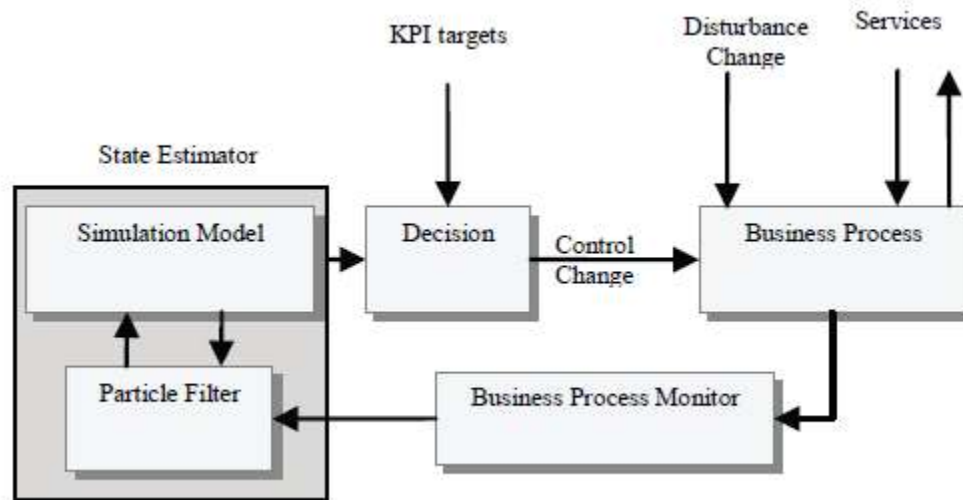 KPI targets
Disturbance
Change
Services
State Estimator
Simulation Model
Decision
Control
Change
Business Process
Particle Filter
Business Process Monitor